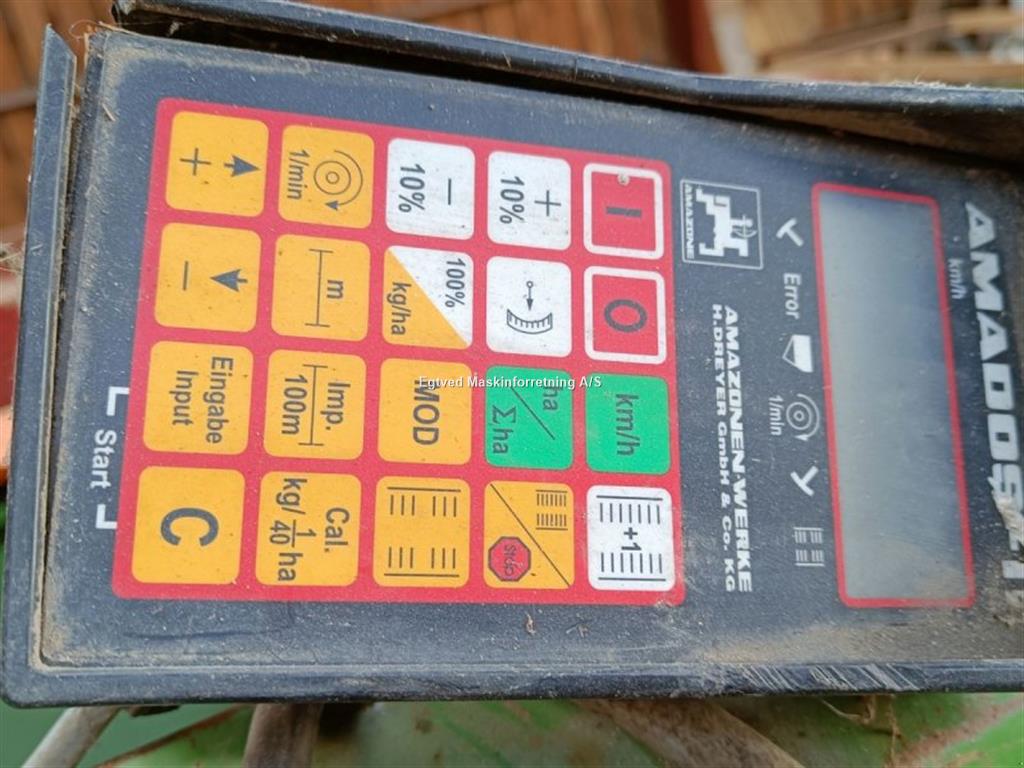 AMADOS
km/h
Error 1/min
AMAZONE
AMAZONEN-WERKE
H.DREYER GmbH & Co. KG
I O km/h +1
+
10%
ha/Σha
Stop
−
10%
100%
kg/ha
MOD
1/min
m
Imp.
100m
Cal.
kg/ 1/40 ha
+
−
Eingabe
Input
C
Start
Egtved Maskinforretning A/S